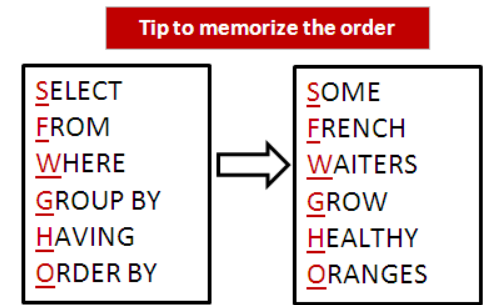 Tip to memorize the order
SELECT
FROM
WHERE
GROUP BY
HAVING
ORDER BY
SOME
FRENCH
WAITERS
GROW
HEALTHY
ORANGES